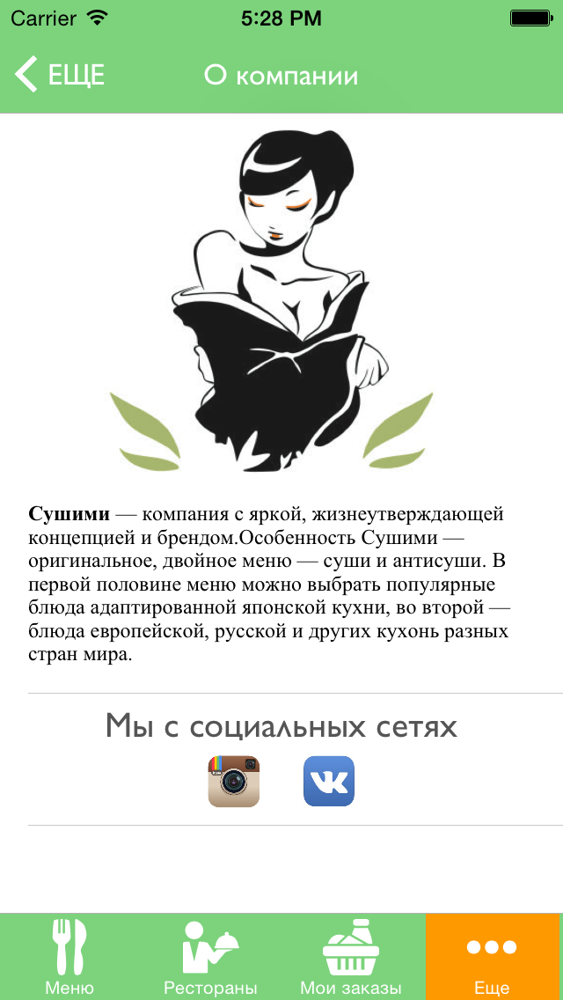 Carrier 5:28 PM
ЕЩЕ О компании
Сушими — компания с яркой, жизнеутверждающей
концепцией и брендом.Особенность Сушими —
оригинальное, двойное меню — суши и антисуши. В
первой половине меню можно выбрать популярные
блюда адаптированной японской кухни, во второй —
блюда европейской, русской и других кухонь разных
стран мира.
Мы с социальных сетях
Меню Рестораны Мои заказы Еще